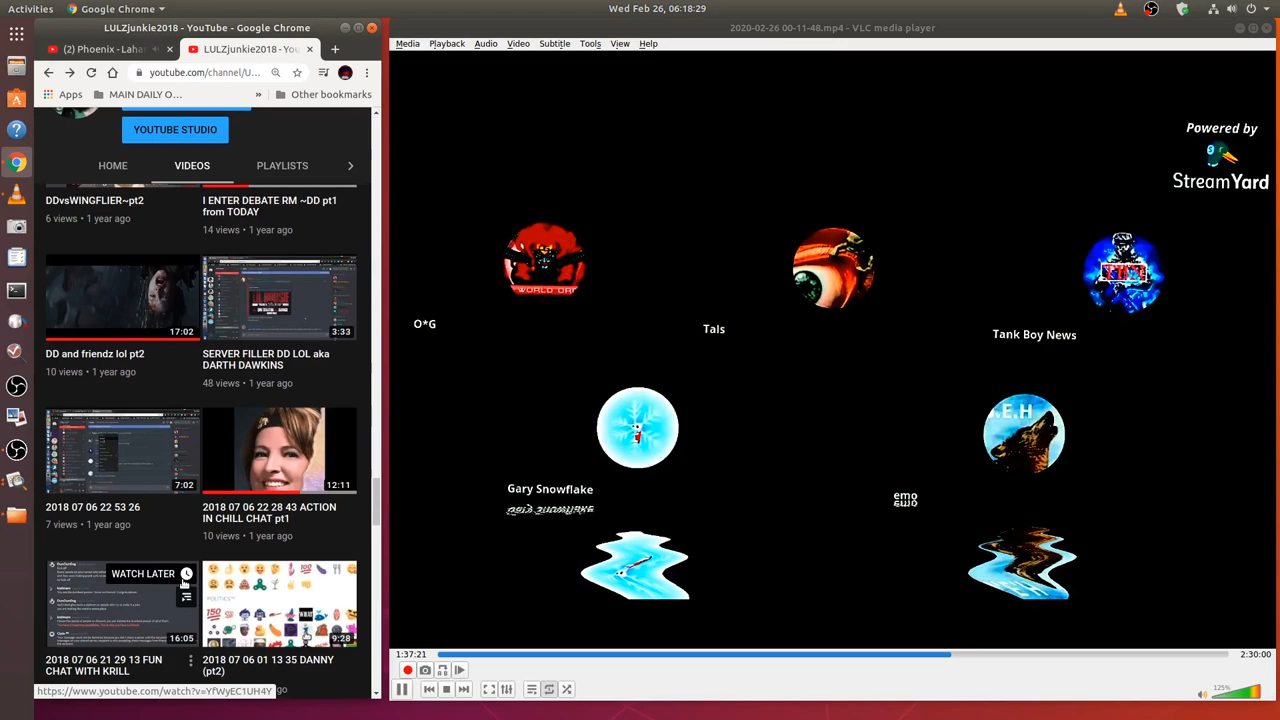 Activities
Google Chrome
Wed Feb 26, 06:18:29
LULZjunkie2018 - YouTube - Google Chrome
2020-02-26 00-11-48.mp4 - VLC media player
(2) Phoenix - Lahar
LULZjunkie2018 - You
Media Playback Audio Video Subtitle Tools View Help
youtube.com/channel/U...
Apps
MAIN DAILY O...
»
Other bookmarks
YOUTUBE STUDIO
HOME
VIDEOS
PLAYLISTS
DDvsWINGFLIER~pt2
6 views • 1 year ago
I ENTER DEBATE RM ~DD pt1
from TODAY
14 views • 1 year ago
17:02
DD and friendz lol pt2
10 views • 1 year ago
3:33
SERVER FILLER DD LOL aka
DARTH DAWKINS
48 views • 1 year ago
7:02
2018 07 06 22 53 26
7 views • 1 year ago
12:11
2018 07 06 22 28 43 ACTION
IN CHILL CHAT pt1
10 views • 1 year ago
WATCH LATER
16:05
2018 07 06 21 29 13 FUN
CHAT WITH KRILL
9:28
2018 07 06 01 13 35 DANNY
(pt2)
go
https://www.youtube.com/watch?v=YfWyEC1UH4Y
Powered by
StreamYard
WORLD ORD
O*G
Tals
Tank Boy News
.E.H
Gary Snowflake
emo
1:37:21
2:30:00
125%